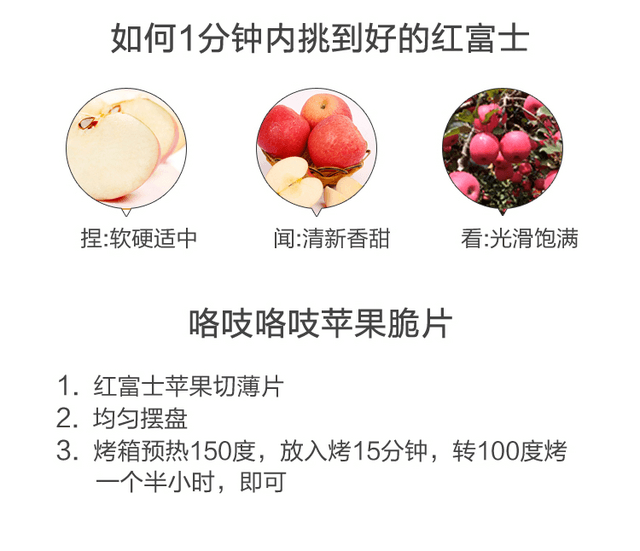 如何1分钟内挑到好的红富士
捏:软硬适中
闻:清新香甜
看:光滑饱满
咯吱咯吱苹果脆片
1. 红富士苹果切薄片
2. 均匀摆盘
3. 烤箱预热150度，放入烤15分钟，转100度烤
一个半小时，即可